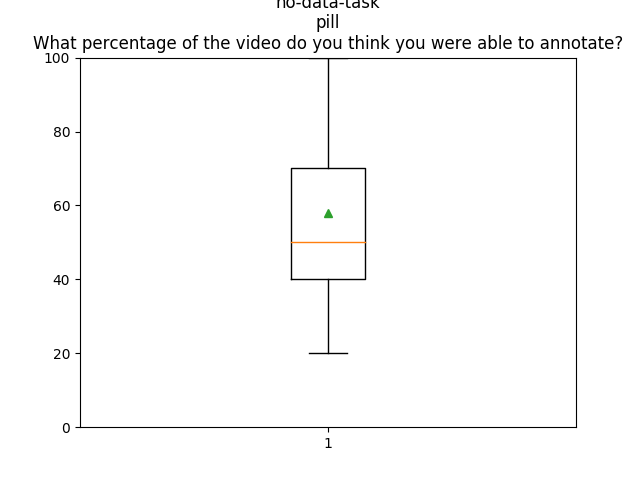 no-data-task
pill
What percentage of the video do you think you were able to annotate?
100
80
60
40
20
0
1